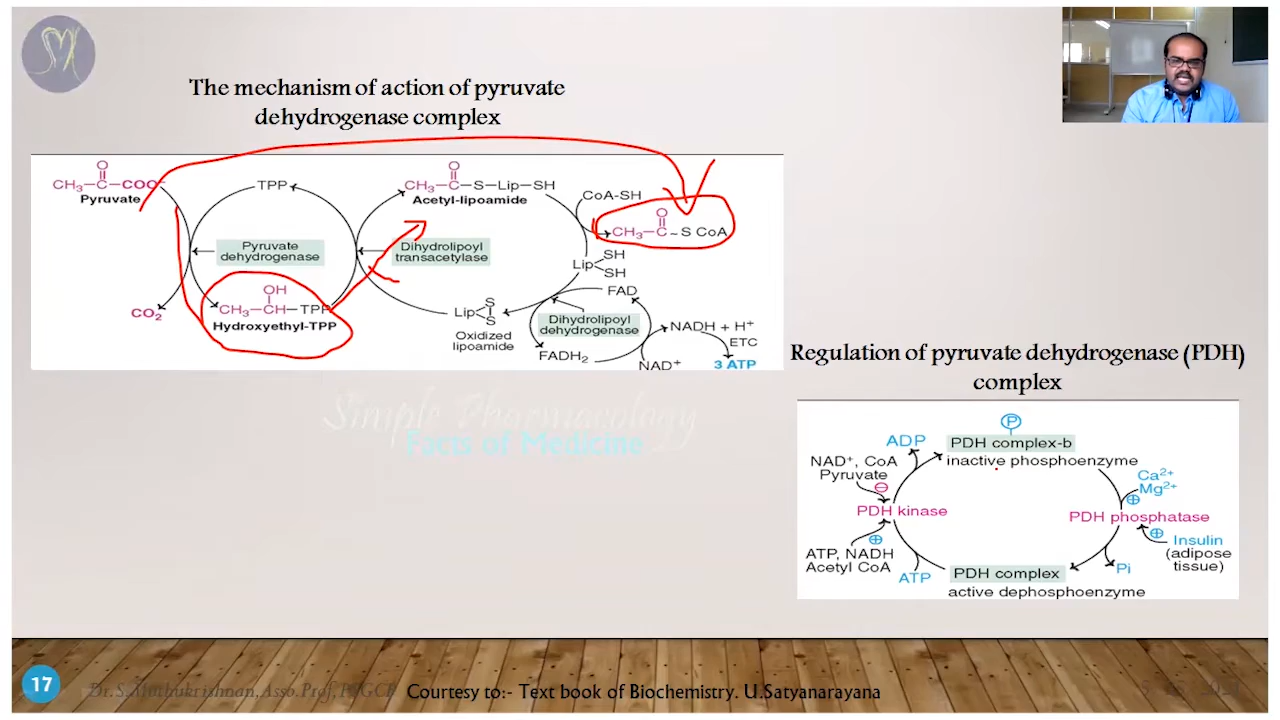 The mechanism of action of pyruvate
dehydrogenase complex
O
CH₃–C–COO⁻
Pyruvate
TPP
O
CH₃–C–S–Lip–SH
Acetyl-lipoamide
CoA-SH
O
CH₃–C~S CoA
Pyruvate
dehydrogenase
Dihydrolipoyl
transacetylase
SH
Lip
SH
OH
CH₃–CH–TPP
Hydroxyethyl-TPP
CO₂
FAD
S
Lip
S
Oxidized
lipoamide
Dihydrolipoyl
dehydrogenase
NADH + H⁺
ETC
FADH₂
NAD⁺
3 ATP
Simple Pharmacology
Facts of Medicine
Regulation of pyruvate dehydrogenase (PDH)
complex
P
ADP
PDH complex-b
inactive phosphoenzyme
NAD⁺, CoA
Pyruvate
⊖
Ca²⁺
Mg²⁺
⊕
PDH kinase
PDH phosphatase
⊕
⊕
Insulin
(adipose
tissue)
ATP, NADH
Acetyl CoA
ATP
PDH complex
active dephosphoenzyme
Pi
17
Dr.S.Muthukrishnan,Asso.Prof,
Courtesy to:- Text book of Biochemistry. U.Satyanarayana